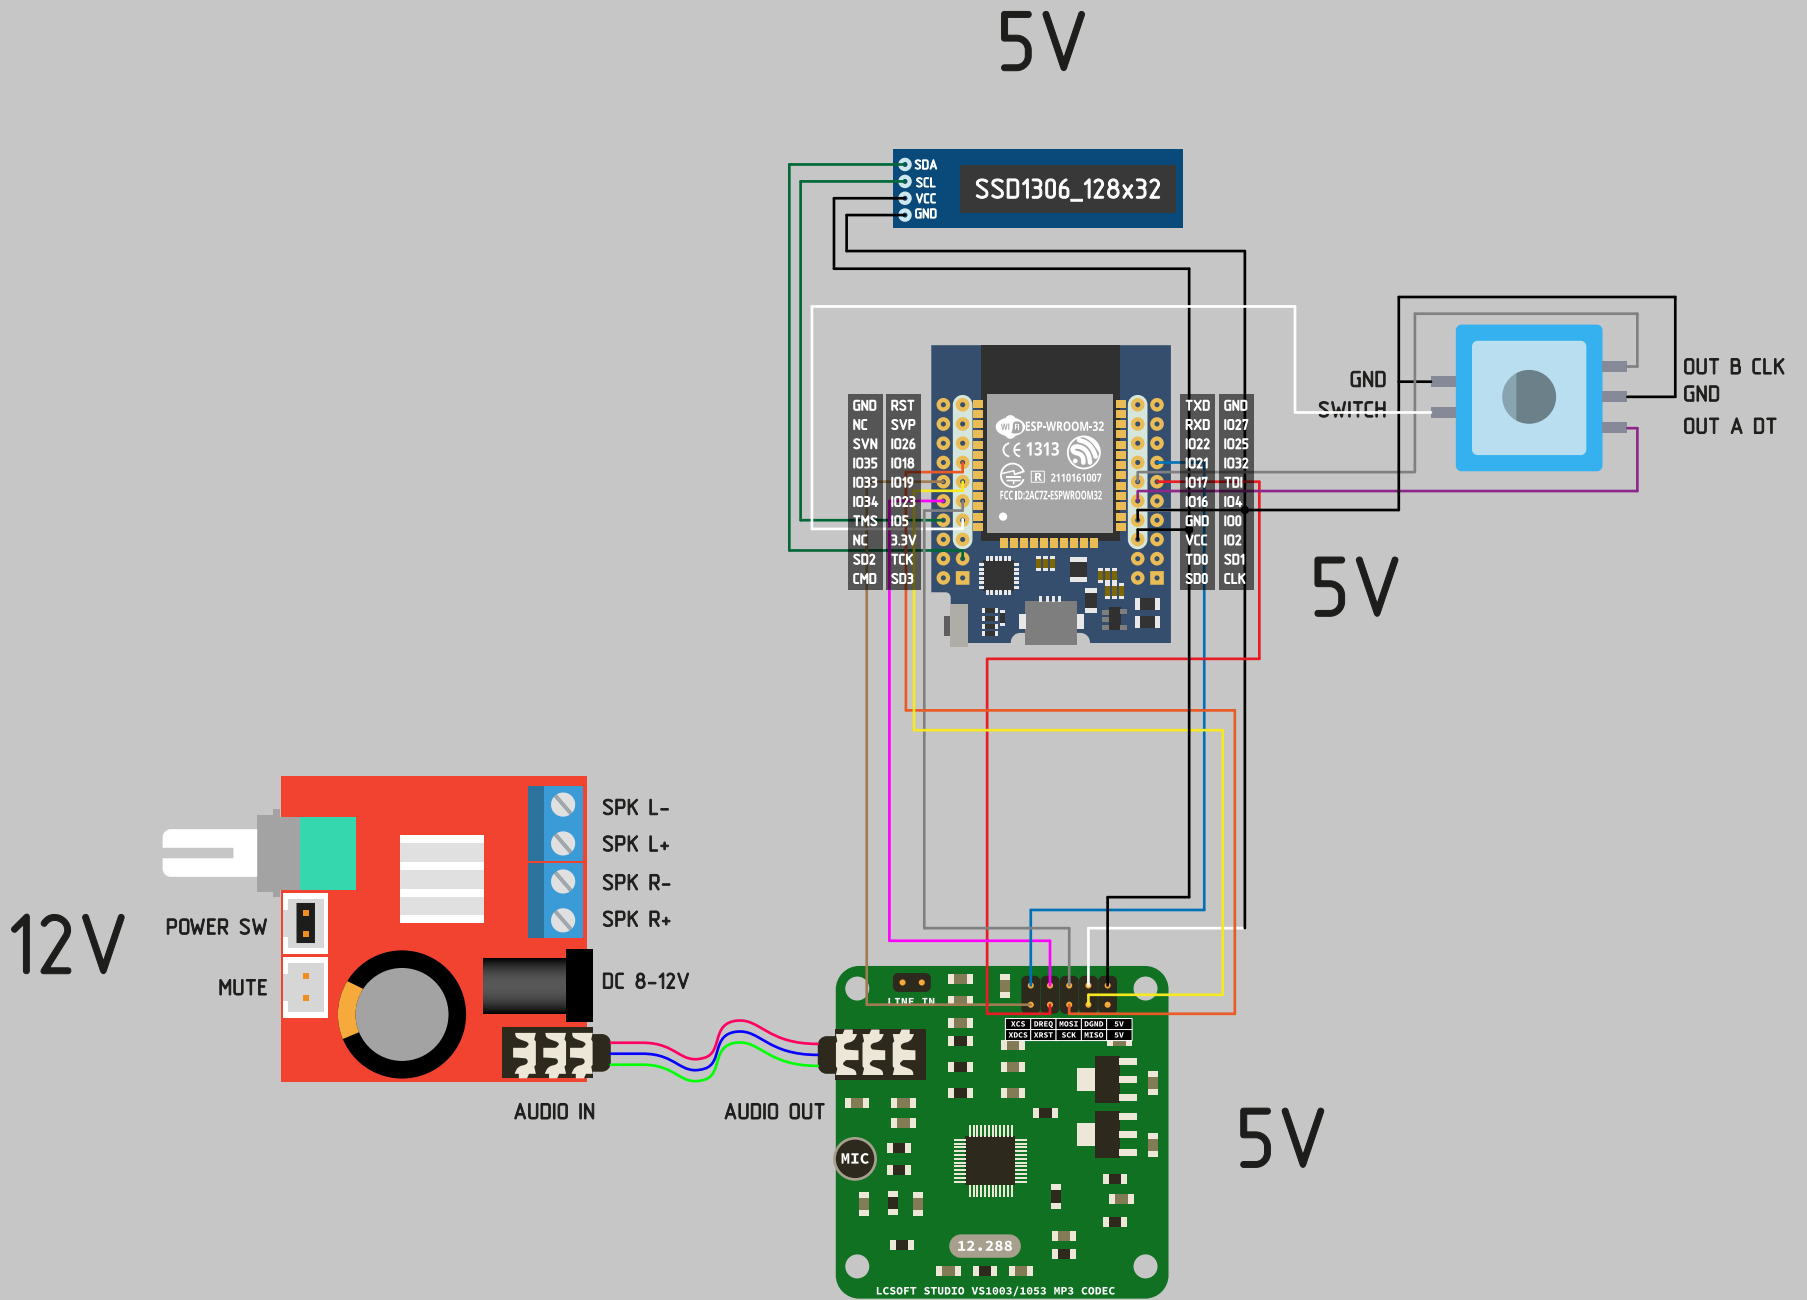 5V
SDA
SCL
VCC
GND
SSD1306_128x32
GND
SWITCH
OUT B CLK
GND
OUT A DT
GND RST
NC SVP
SVN IO26
IO35 IO18
IO33 IO19
IO34 IO23
TMS IO5
NC 3.3V
SD2 TCK
CMD SD3
WiFi ESP-WROOM-32
CE 1313
R 2110161007
FCC ID:2AC7Z-ESPWROOM32
TXD GND
RXD IO27
IO22 IO25
IO21 IO32
IO17 TDI
IO16 IO4
GND IO0
VCC IO2
TD0 SD1
SD0 CLK
5V
SPK L-
SPK L+
SPK R-
SPK R+
12V
POWER SW
MUTE
DC 8-12V
AUDIO IN
AUDIO OUT
LINE IN
XCS DREQ MOSI DGND 5V
XDCS XRST SCK MISO 5V
5V
MIC
12.288
LCSOFT STUDIO VS1003/1053 MP3 CODEC